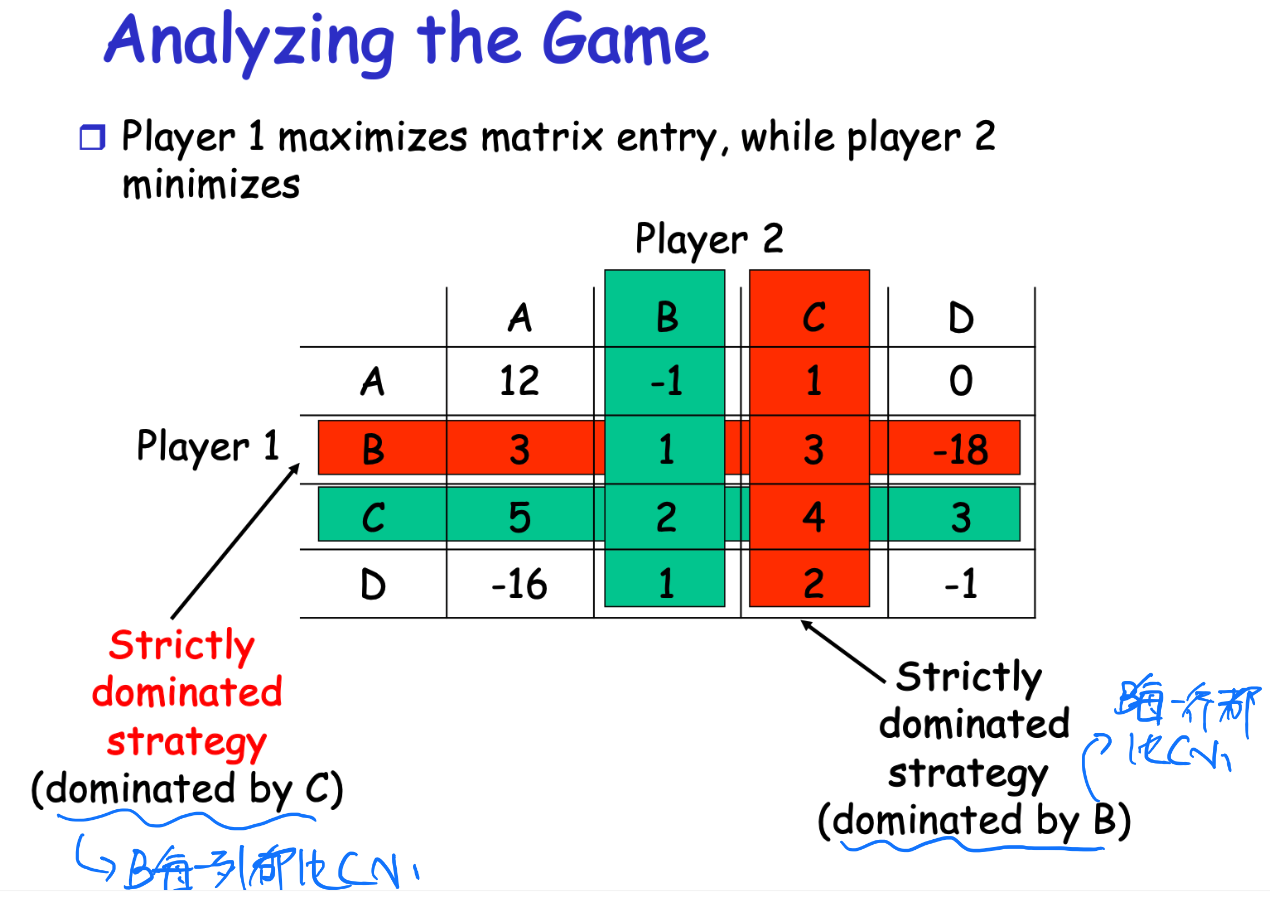 Analyzing the Game
Player 1 maximizes matrix entry, while player 2
minimizes
Player 2
A B C D
A 12 -1 1 0
Player 1
B 3 1 3 -18
C 5 2 4 3
D -16 1 2 -1
Strictly
dominated
strategy
(dominated by C)
B每一列都比C小
Strictly
dominated
strategy
(dominated by B)
B每一行都
比C小